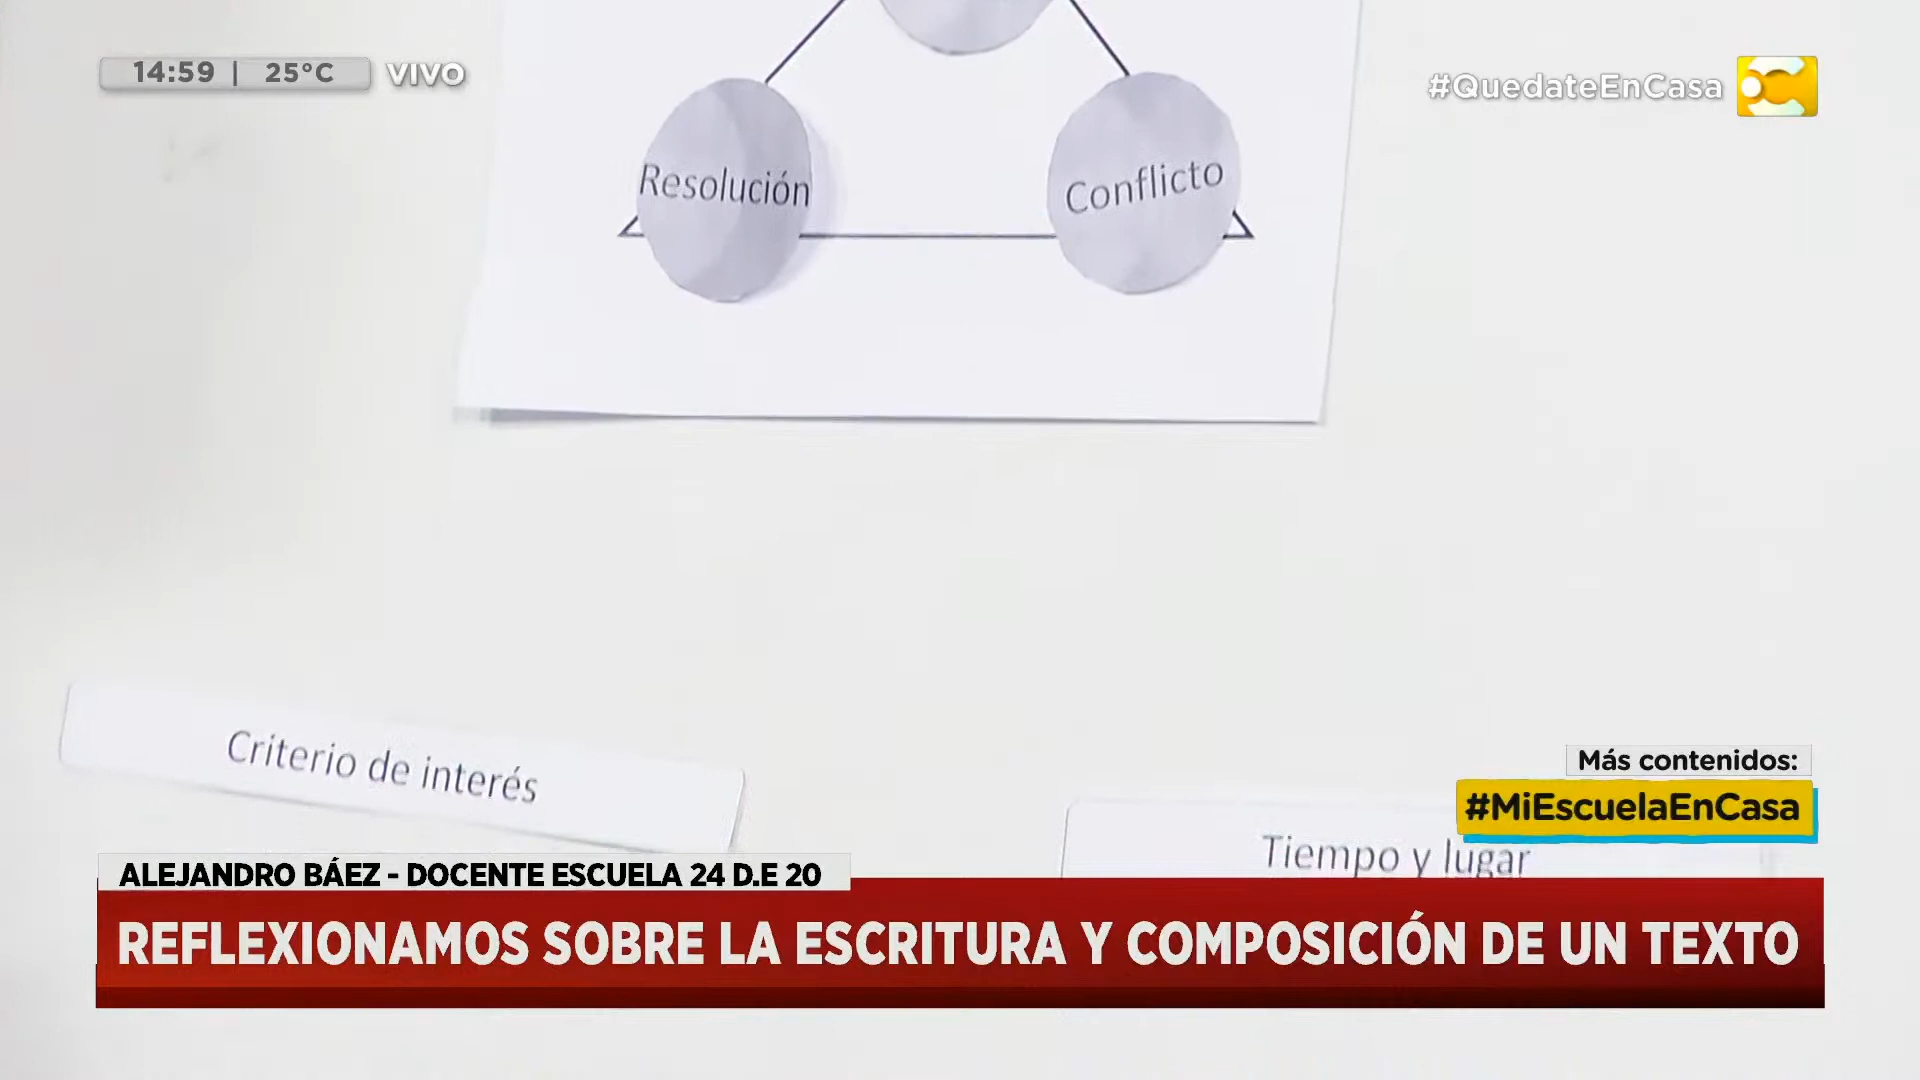 14:59 | 25°C VIVO
#QuedateEnCasa
Resolución
Conflicto
Criterio de interés
Más contenidos:
#MiEscuelaEnCasa
Tiempo y lugar
ALEJANDRO BÁEZ - DOCENTE ESCUELA 24 D.E 20
REFLEXIONAMOS SOBRE LA ESCRITURA Y COMPOSICIÓN DE UN TEXTO